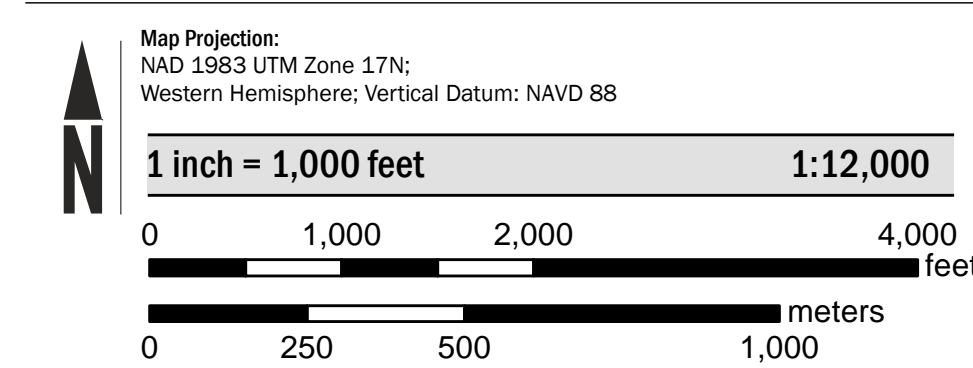 Map Projection:
NAD 1983 UTM Zone 17N;
Western Hemisphere; Vertical Datum: NAVD 88
N
1 inch = 1,000 feet 1:12,000
0 1,000 2,000 4,000
feet
meters
0 250 500 1,000